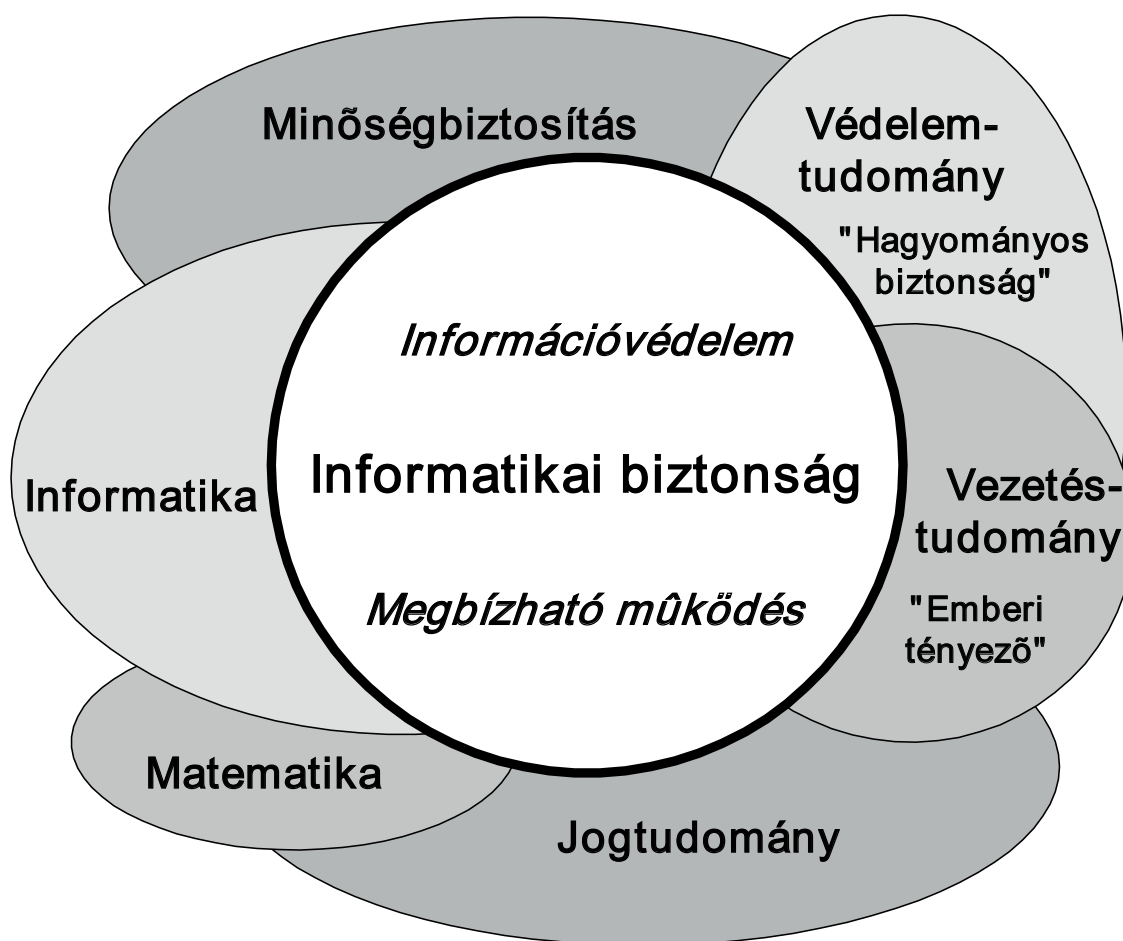 Minõségbiztosítás
Védelem-
tudomány
"Hagyományos
biztonság"
Információvédelem
Informatikai biztonság
Informatika
Vezetés-
tudomány
Megbízható mûködés
"Emberi
tényezõ"
Matematika
Jogtudomány